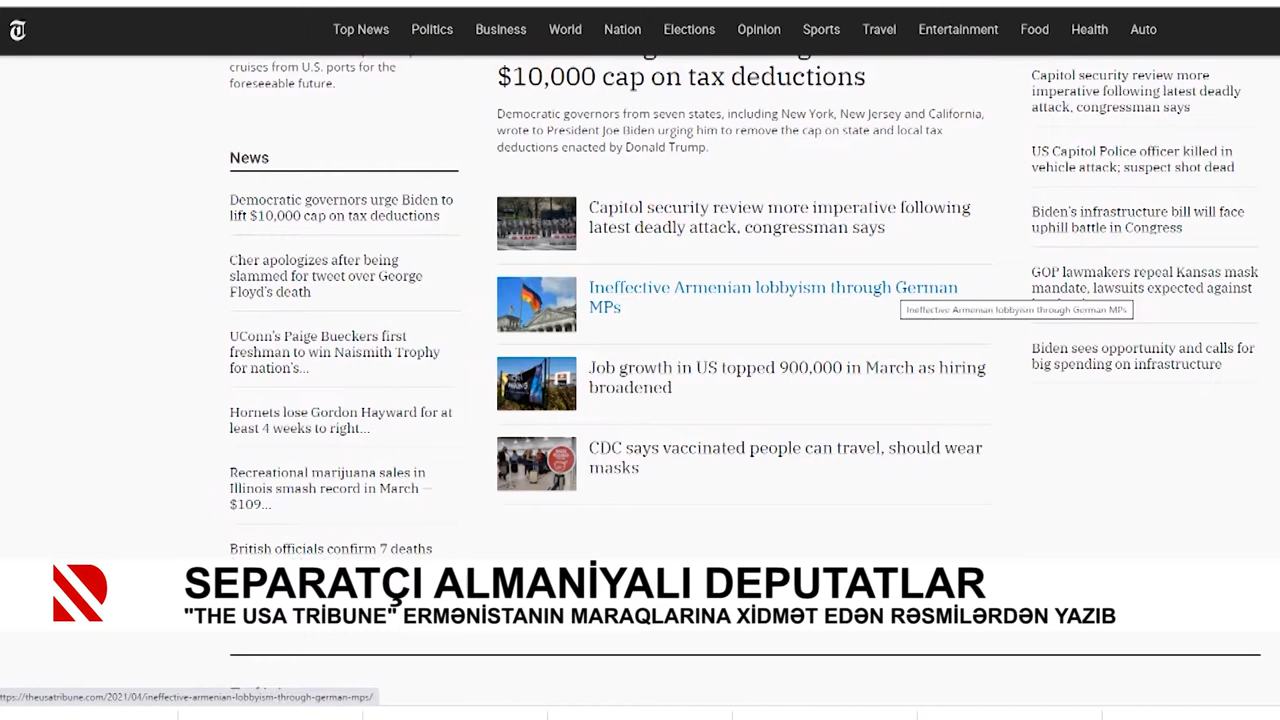 Top News Politics Business World Nation Elections Opinion Sports Travel Entertainment Food Health Auto
cruises from U.S. ports for the
foreseeable future.
News
Democratic governors urge Biden to
lift $10,000 cap on tax deductions
Cher apologizes after being
slammed for tweet over George
Floyd's death
UConn's Paige Bueckers first
freshman to win Naismith Trophy
for nation's...
Hornets lose Gordon Hayward for at
least 4 weeks to right...
Recreational marijuana sales in
Illinois smash record in March —
$109...
British officials confirm 7 deaths
$10,000 cap on tax deductions
Democratic governors from seven states, including New York, New Jersey and California,
wrote to President Joe Biden urging him to remove the cap on state and local tax
deductions enacted by Donald Trump.
Capitol security review more imperative following
latest deadly attack, congressman says
Ineffective Armenian lobbyism through German
MPs
Ineffective Armenian lobbyism through German MPs
Job growth in US topped 900,000 in March as hiring
broadened
CDC says vaccinated people can travel, should wear
masks
Capitol security review more
imperative following latest deadly
attack, congressman says
US Capitol Police officer killed in
vehicle attack; suspect shot dead
Biden's infrastructure bill will face
uphill battle in Congress
GOP lawmakers repeal Kansas mask
mandate, lawsuits expected against
Biden sees opportunity and calls for
big spending on infrastructure
SEPARATÇI ALMANİYALI DEPUTATLAR
"THE USA TRIBUNE" ERMƏNİSTANIN MARAQLARINA XİDMƏT EDƏN RƏSMİLƏRDƏN YAZIB
ttps://theusatribune.com/2021/04/ineffective-armenian-lobbyism-through-german-mps/